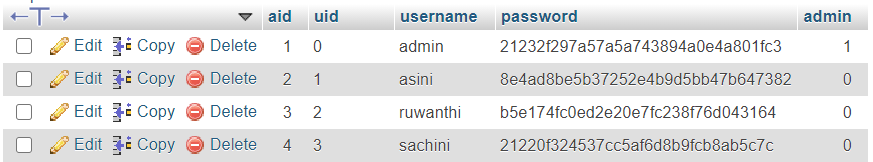 aid uid username password admin
Edit Copy Delete 1 0 admin 21232f297a57a5a743894a0e4a801fc3 1
Edit Copy Delete 2 1 asini 8e4ad8be5b37252e4b9d5bb47b647382 0
Edit Copy Delete 3 2 ruwanthi b5e174fc0ed2e20e7fc238f76d043164 0
Edit Copy Delete 4 3 sachini 21220f324537cc5af6d8b9fcb8ab5c7c 0